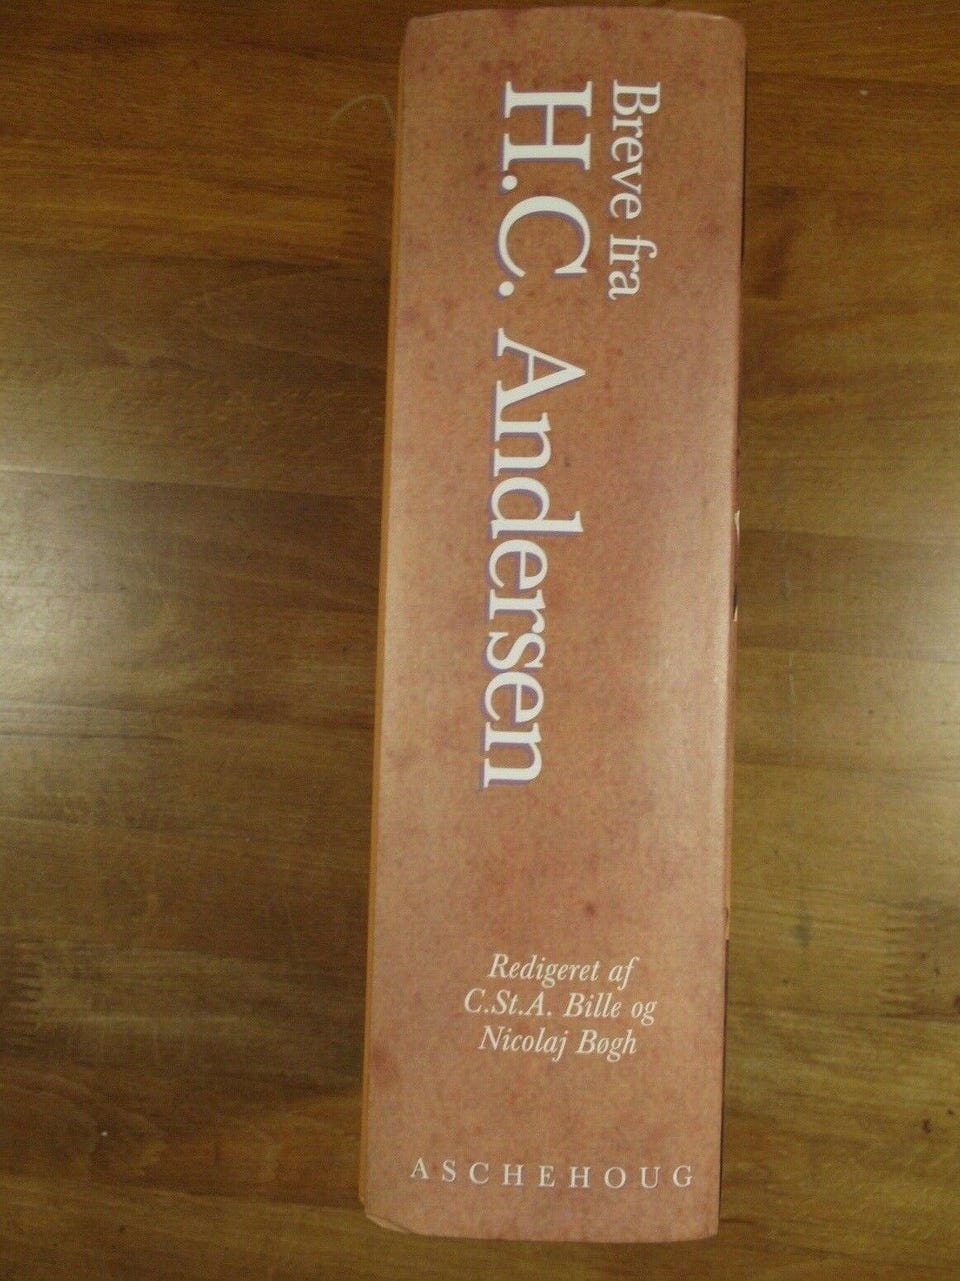 Breve fra
H.C. Andersen
Redigeret af
C.St.A. Bille og
Nicolaj Bøgh
ASCHEHOUG